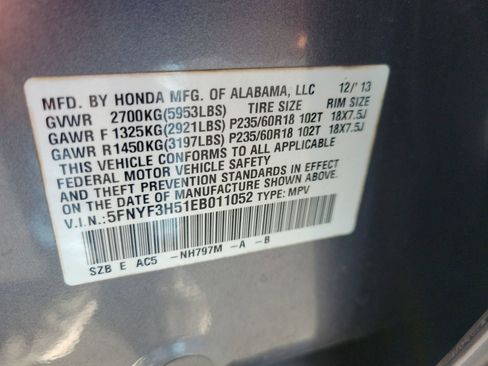 MFD. BY HONDA MFG. OF ALABAMA, LLC 12/'13
GVWR 2700KG(5953LBS) TIRE SIZE RIM SIZE
GAWR F 1325KG(2921LBS) P235/60R18 102T 18X7.5J
GAWR R1450KG(3197LBS) P235/60R18 102T 18X7.5J
THIS VEHICLE CONFORMS TO ALL APPLICABLE
FEDERAL MOTOR VEHICLE SAFETY
AND THEFT PREVENTION STANDARDS IN EFFECT
ON THE DATE OF MANUFACTURE SHOWN ABOVE.
V.I.N.: 5FNYF3H51EB011052 TYPE: MPV
SZB E AC5 -NH797M -A -B